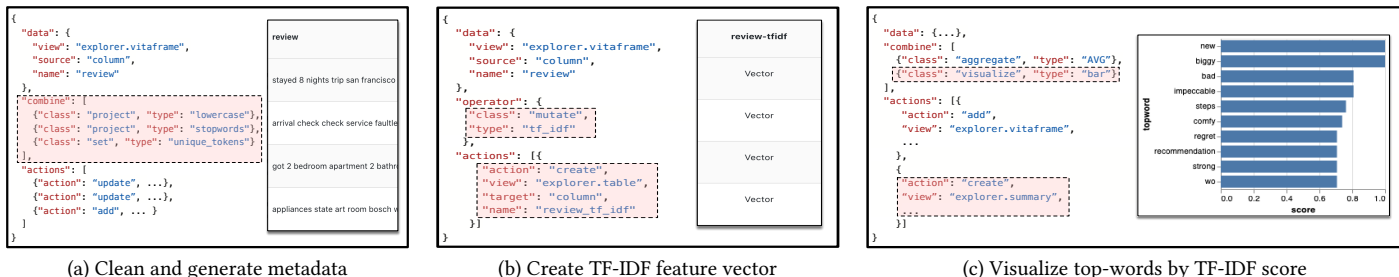 {
"data": {
"view": "explorer.vitaframe",
"source": "column",
"name": "review"
},
"combine": [
{"class": "project", "type": "lowercase"},
{"class": "project", "type": "stopwords"},
{"class": "set", "type": "unique_tokens"}
],
"actions": [
{"action": "update", ...},
{"action": "update", ...},
{"action": "add", ... }
]
}
review
stayed 8 nights trip san francisco
arrival check check service faultle
got 2 bedroom apartment 2 bathr
appliances state art room bosch w
(a) Clean and generate metadata
{
"data": {
"view": "explorer.vitaframe",
"source": "column",
"name": "review"
},
"operator": {
"class": "mutate",
"type": "tf_idf"
},
"actions": [{
"action": "create",
"view": "explorer.table",
"target": "column",
"name": "review_tf_idf"
}]
}
review-tfidf
Vector
Vector
Vector
Vector
(b) Create TF-IDF feature vector
{
"data": {...},
"combine": [
{"class": "aggregate", "type": "AVG"},
{"class": "visualize", "type": "bar"}
],
"actions": [{
"action": "add",
"view": "explorer.vitaframe",
...
},
{
"action": "create",
"view": "explorer.summary",
...
}]
}
topword
new
biggy
bad
impeccable
steps
comfy
regret
recommendation
strong
wo
0.0 0.2 0.4 0.6 0.8 1.0
score
(c) Visualize top-words by TF-IDF score